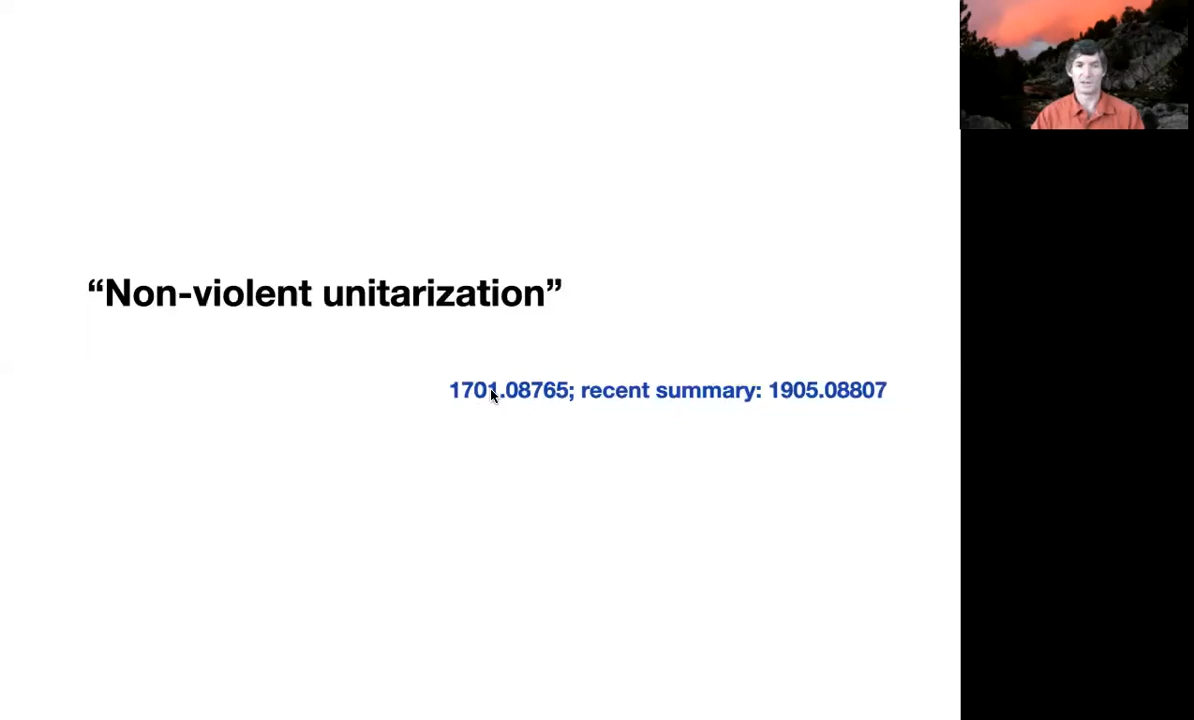 “Non-violent unitarization”
1701.08765; recent summary: 1905.08807